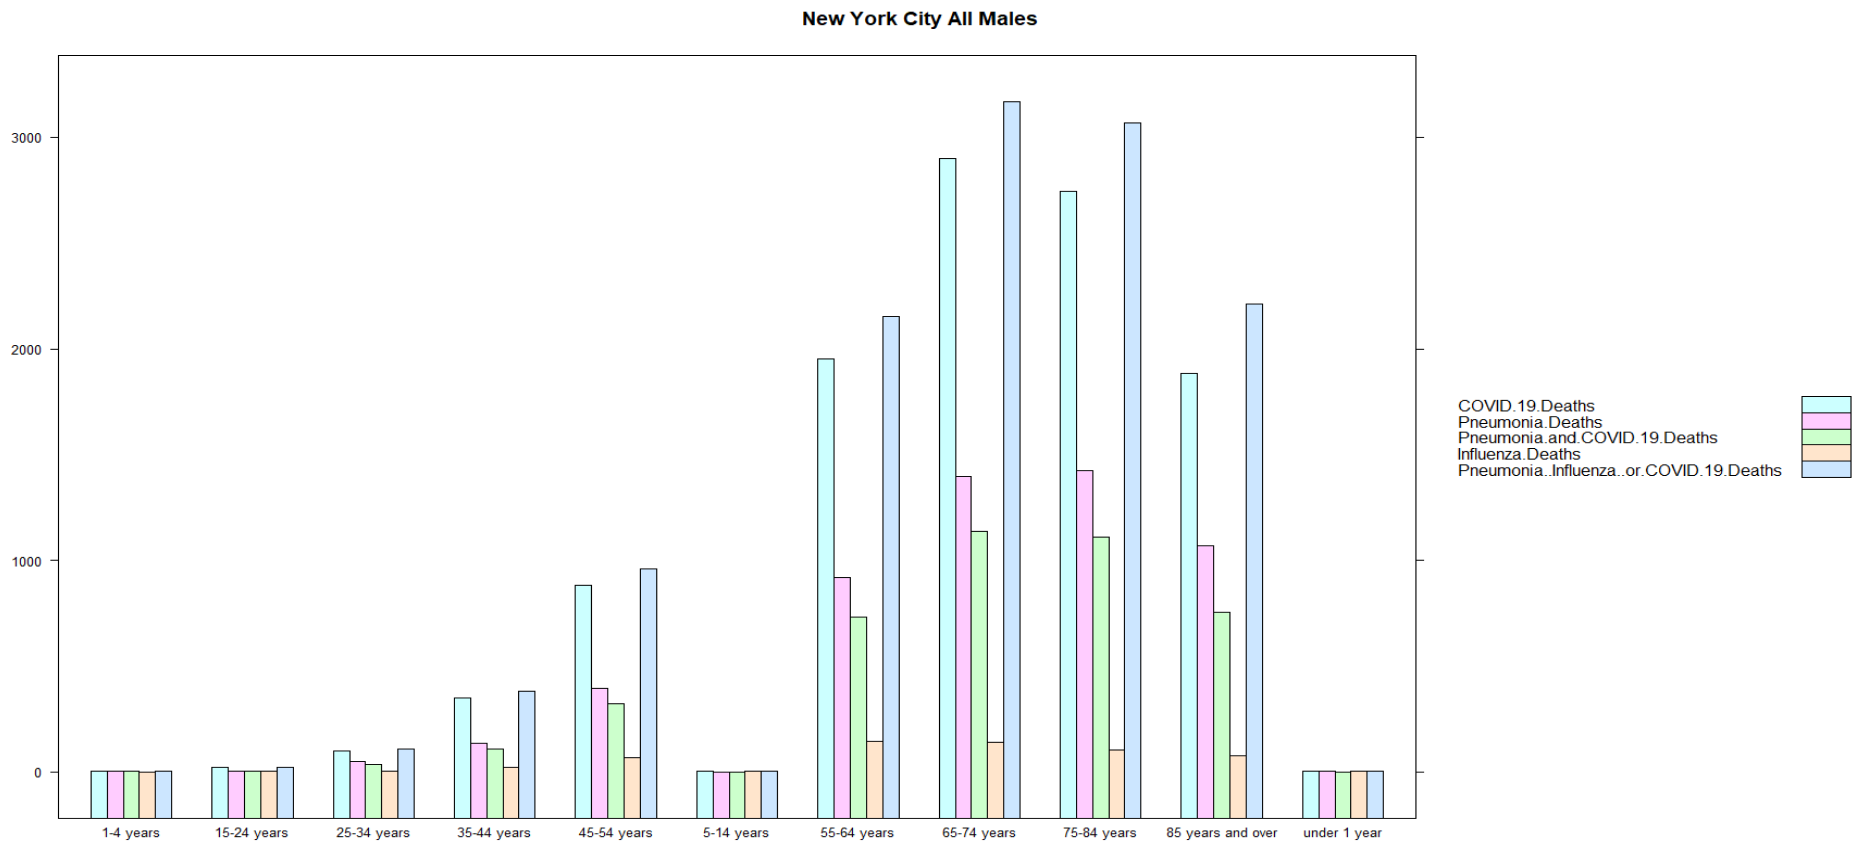 New York City All Males
3000
2000
1000
0
1-4 years 15-24 years 25-34 years 35-44 years 45-54 years 5-14 years 55-64 years 65-74 years 75-84 years 85 years and over under 1 year
COVID.19.Deaths
Pneumonia.Deaths
Pneumonia.and.COVID.19.Deaths
Influenza.Deaths
Pneumonia..Influenza..or.COVID.19.Deaths